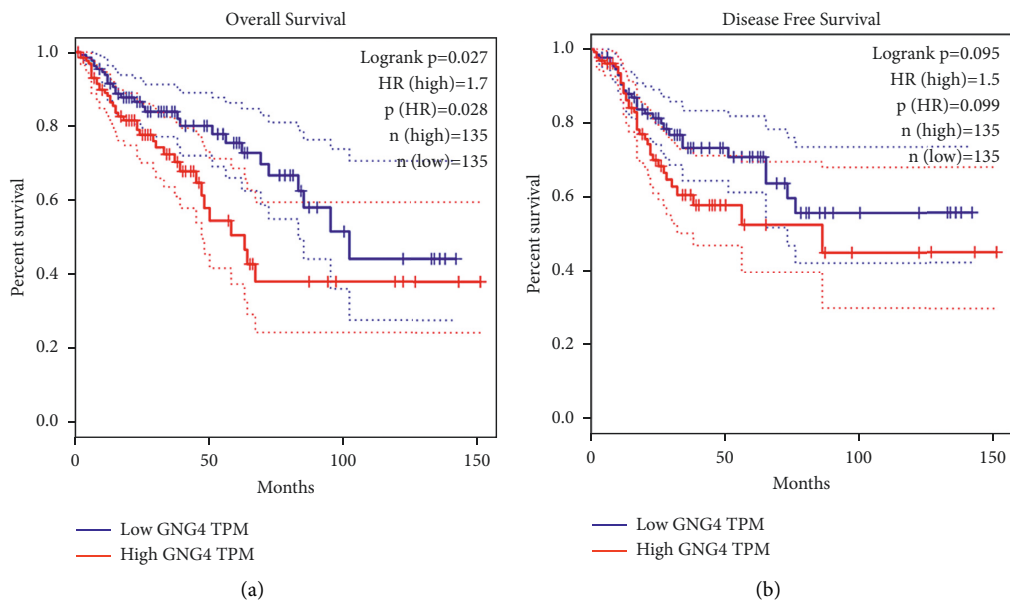 Overall Survival
Logrank p=0.027
HR (high)=1.7
p (HR)=0.028
n (high)=135
n (low)=135
Percent survival
1.0
0.8
0.6
0.4
0.2
0.0
0 50 100 150
Months
Low GNG4 TPM
High GNG4 TPM
(a)
Disease Free Survival
Logrank p=0.095
HR (high)=1.5
p (HR)=0.099
n (high)=135
n (low)=135
Percent survival
1.0
0.8
0.6
0.4
0.2
0.0
0 50 100 150
Months
Low GNG4 TPM
High GNG4 TPM
(b)